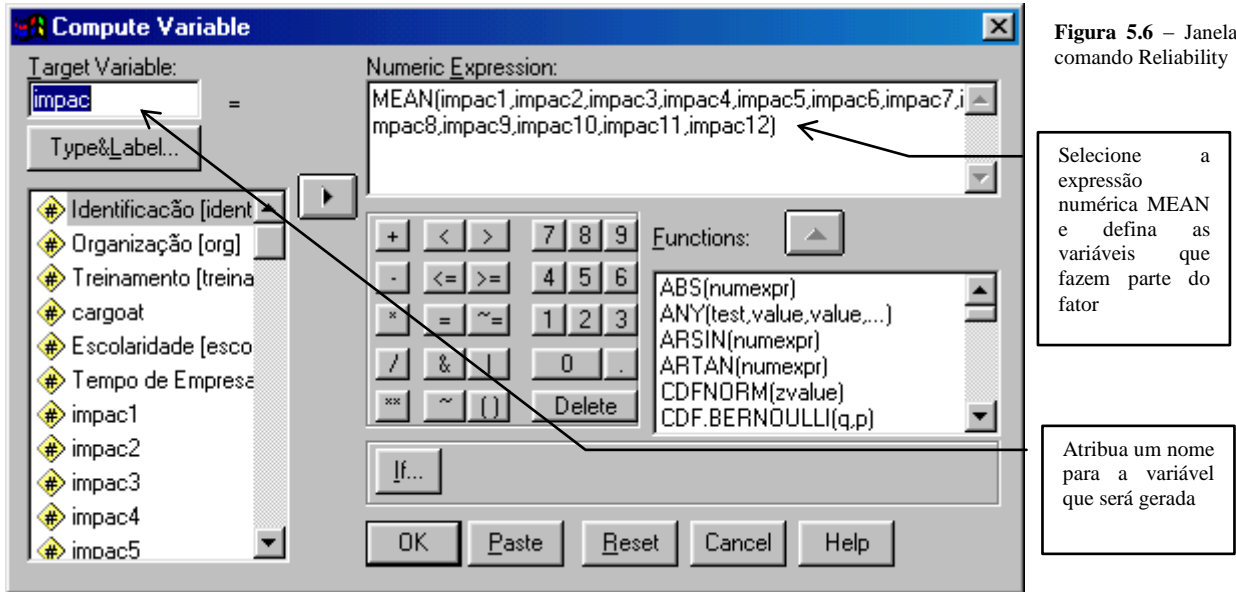 Compute Variable
Target Variable:
impac
=
Type&Label...
Numeric Expression:
MEAN(impac1,impac2,impac3,impac4,impac5,impac6,impac7,i
mpac8,impac9,impac10,impac11,impac12)
Identificacão [ident
Organização [org]
Treinamento [treina
cargoat
Escolaridade [esco
Tempo de Empresa
impac1
impac2
impac3
impac4
impac5
+ < > 7 8 9
- <= >= 4 5 6
* = ~= 1 2 3
/ & | 0 .
** ~ () Delete
Functions:
ABS(numexpr)
ANY(test,value,value,...)
ARSIN(numexpr)
ARTAN(numexpr)
CDFNORM(zvalue)
CDF.BERNOULLI(q,p)
If...
OK Paste Reset Cancel Help
Figura 5.6 – Janela
comando Reliability
Selecione a
expressão
numérica MEAN
e defina as
variáveis que
fazem parte do
fator
Atribua um nome
para a variável
que será gerada